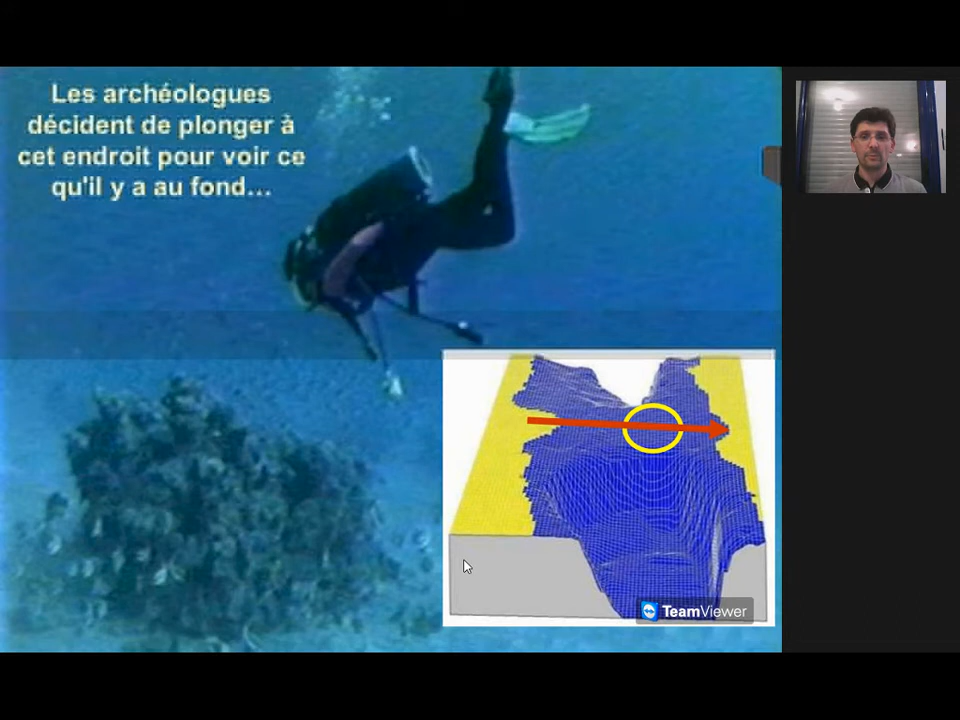 Les archéologues
décident de plonger à
cet endroit pour voir ce
qu'il y a au fond...
TeamViewer